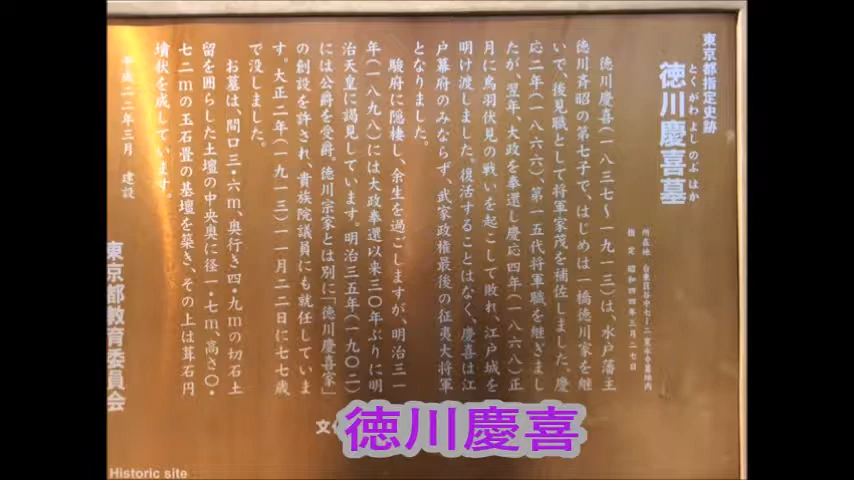 東京都指定史跡
とくがわよしのぶはか
徳川慶喜墓
所在地 台東区谷中七ー二 寛永寺墓地内
指定 昭和四四年三月二七日
徳川慶喜(一八三七〜一九一三)は、水戸藩主
徳川斉昭の第七子で、はじめは一橋徳川家を継
いで、後見職として将軍家茂を補佐しました。慶
応二年(一八六六)、第一五代将軍職を継ぎまし
たが、翌年、大政を奉還し慶応四年(一八六八)正
月に鳥羽伏見の戦いを起こして敗れ、江戸城を
明け渡しました。復活することはなく、慶喜は江
戸幕府のみならず、武家政権最後の征夷大将軍
となりました。
駿府に隠棲し、余生を過ごしますが、明治三一
年(一八九八)には大政奉還以来三〇年ぶりに明
治天皇に謁見しています。明治三五年(一九〇二)
には公爵を受爵。徳川宗家とは別に「徳川慶喜家」
の創設を許され、貴族院議員にも就任していま
す。大正二年(一九一三)一一月二二日に七七歳
で没しました。
お墓は、間口三・六m、奥行き四・九mの切石土
留を囲らした土壇の中央奥に径一・七m、高さ〇・
七二mの玉石畳の基壇を築き、その上は葺石円
墳状を成しています。
平成二二年三月 建設
東京都教育委員会
文
徳川慶喜
Historic site